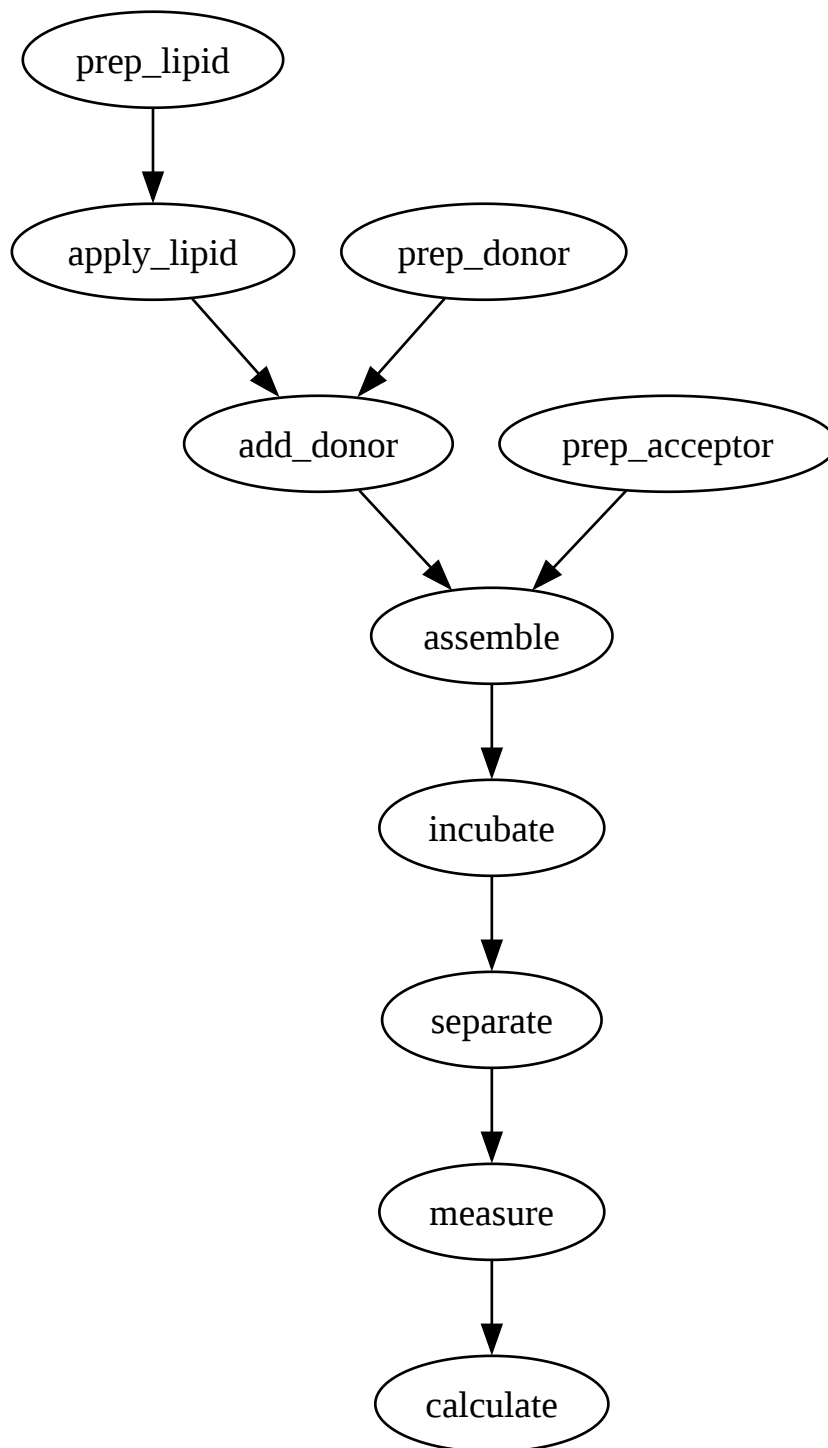 prep_lipid
apply_lipid
prep_donor
add_donor
prep_acceptor
assemble
incubate
separate
measure
calculate